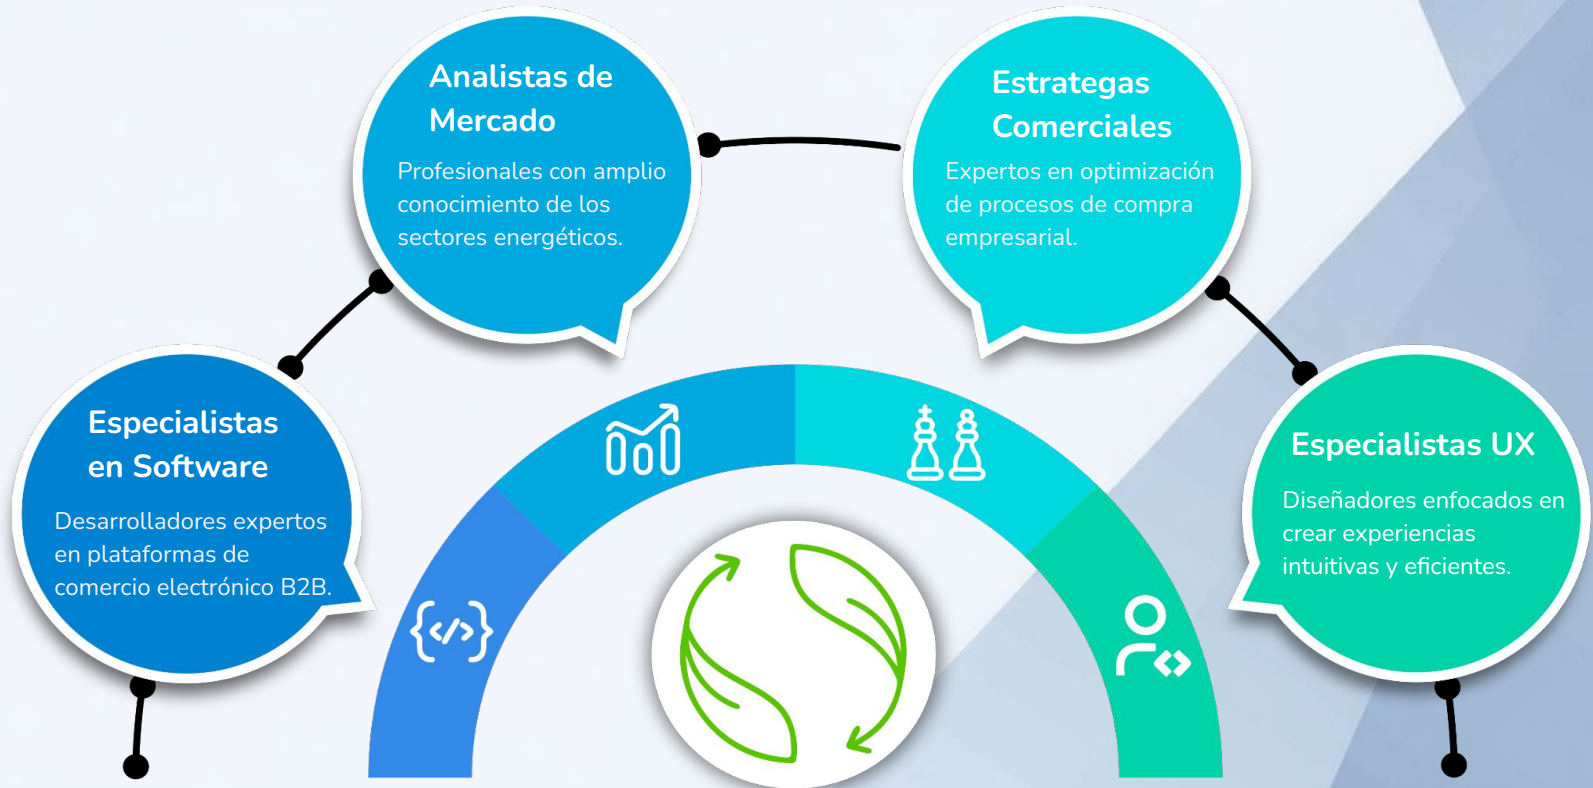 Analistas de
Mercado
Profesionales con amplio
conocimiento de los
sectores energéticos.
Estrategas
Comerciales
Expertos en optimización
de procesos de compra
empresarial.
Especialistas
en Software
Desarrolladores expertos
en plataformas de
comercio electrónico B2B.
Especialistas UX
Diseñadores enfocados en
crear experiencias
intuitivas y eficientes.